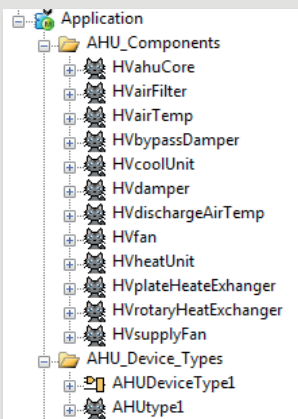 Application
AHU_Components
HVahuCore
HVairFilter
HVairTemp
HVbypassDamper
HVcoolUnit
HVdamper
HVdischargeAirTemp
HVfan
HVheatUnit
HVplateHeateExhanger
HVrotaryHeatExchanger
HVsupplyFan
AHU_Device_Types
AHUDeviceType1
AHUtype1